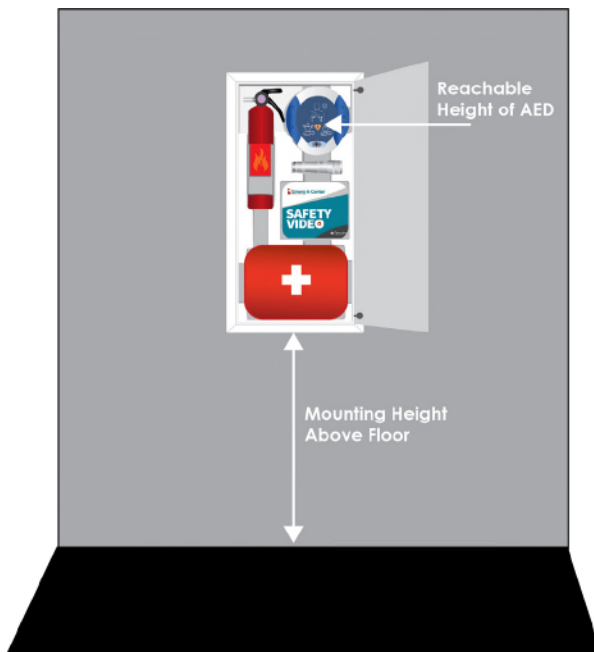 Reachable
Height of AED
SAFETY
VIDEO
Mounting Height
Above Floor